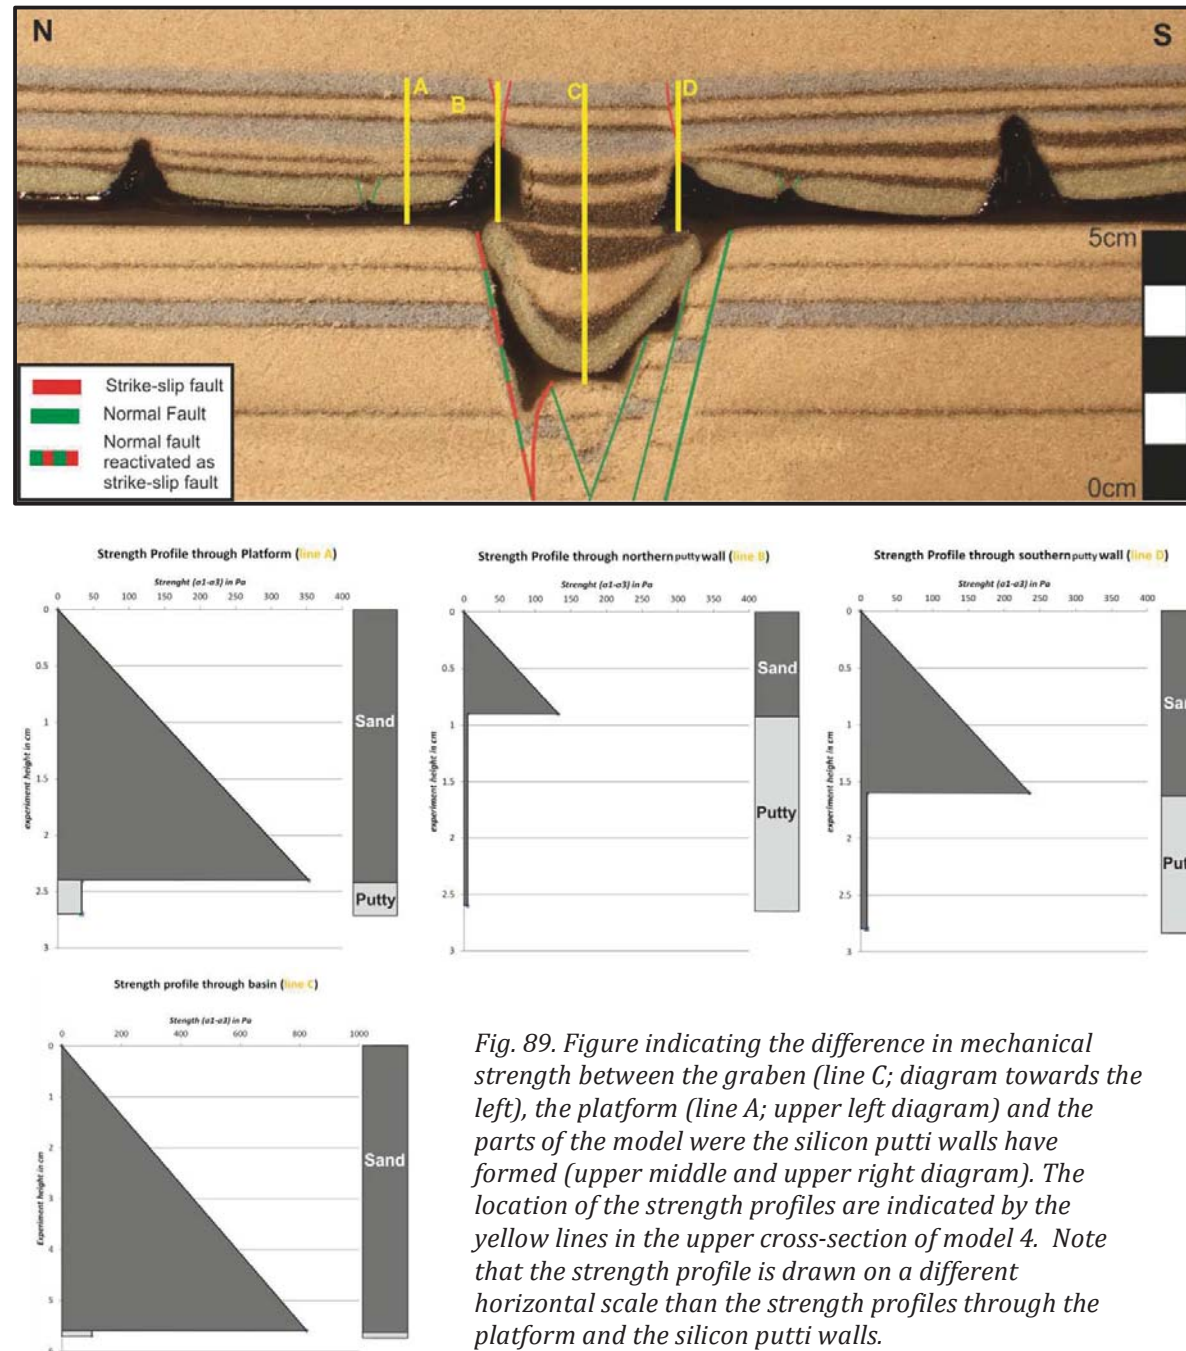 N
S
A
B
C
D
5cm
0cm
Strike-slip fault
Normal Fault
Normal fault
reactivated as
strike-slip fault
Strength Profile through Platform (line A)
Strenght (σ1-σ3) in Pa
0 50 100 150 200 250 300 350 400
experiment height in cm
0
0.5
1
1.5
2
2.5
3
Sand
Putty
Strength Profile through northern putty wall (line B)
Strenght (σ1-σ3) in Pa
0 50 100 150 200 250 300 350 400
experiment height in cm
0
0.5
1
1.5
2
2.5
3
Sand
Putty
Strength Profile through southern putty wall (line D)
Strenght (σ1-σ3) in Pa
0 50 100 150 200 250 300 350 400
experiment height in cm
0
0.5
1
1.5
2
2.5
3
Sa
Put
Strength profile through basin (line C)
Stength (σ1-σ3) in Pa
0 200 400 600 800 1000
Experiment height in cm
0
1
2
3
4
5
Sand
Fig. 89. Figure indicating the difference in mechanical
strength between the graben (line C; diagram towards the
left), the platform (line A; upper left diagram) and the
parts of the model were the silicon putti walls have
formed (upper middle and upper right diagram). The
location of the strength profiles are indicated by the
yellow lines in the upper cross-section of model 4. Note
that the strength profile is drawn on a different
horizontal scale than the strength profiles through the
platform and the silicon putti walls.